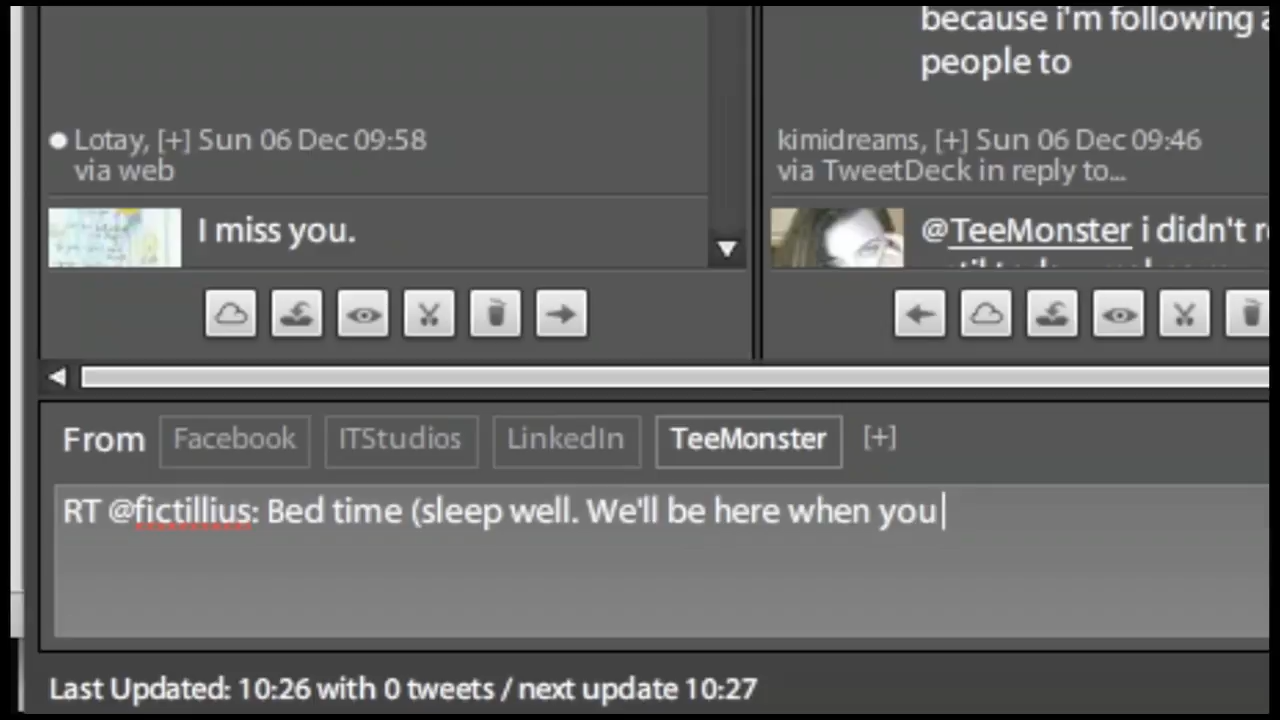 because i'm following
people to
Lotay, [+] Sun 06 Dec 09:58
via web
kimidreams, [+] Sun 06 Dec 09:46
via TweetDeck in reply to...
I miss you.
@TeeMonster i didn't
From Facebook ITStudios LinkedIn TeeMonster [+]
RT @fictillius: Bed time (sleep well. We'll be here when you
Last Updated: 10:26 with 0 tweets / next update 10:27